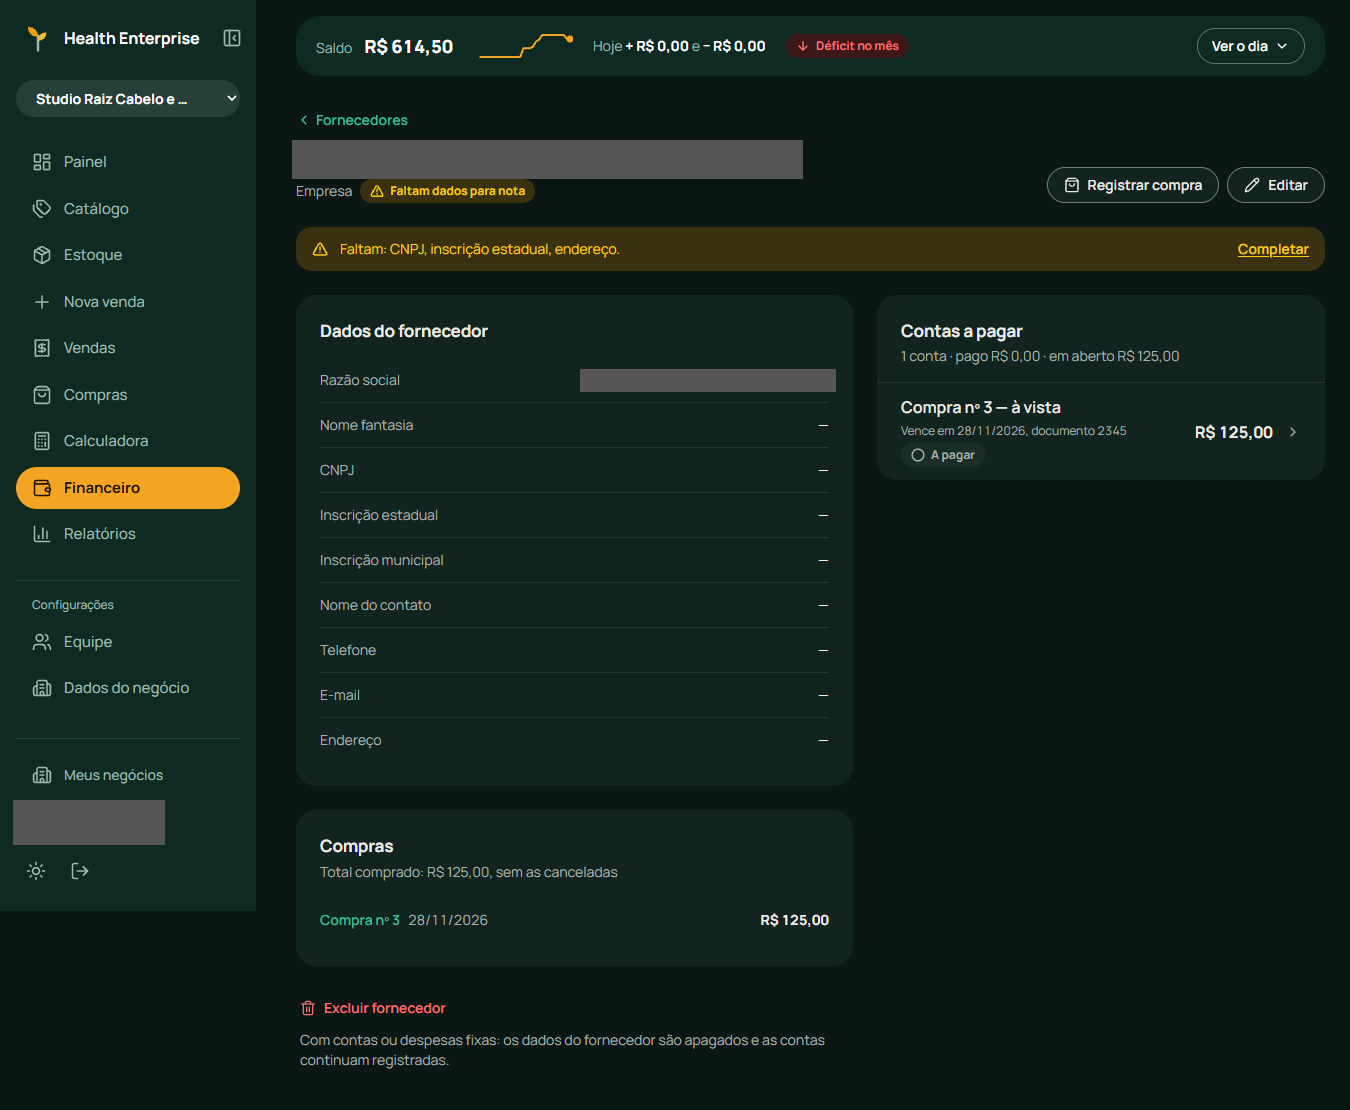 Health Enterprise
Studio Raiz Cabelo e ...
Painel
Catálogo
Estoque
Nova venda
Vendas
Compras
Calculadora
Financeiro
Relatórios
Configurações
Equipe
Dados do negócio
Meus negócios
Saldo R$ 614,50 Hoje + R$ 0,00 e − R$ 0,00 Déficit no mês Ver o dia
Fornecedores
Empresa Faltam dados para nota
Registrar compra Editar
Faltam: CNPJ, inscrição estadual, endereço. Completar
Dados do fornecedor
Razão social
Nome fantasia —
CNPJ —
Inscrição estadual —
Inscrição municipal —
Nome do contato —
Telefone —
E-mail —
Endereço —
Compras
Total comprado: R$ 125,00, sem as canceladas
Compra nº 3 28/11/2026 R$ 125,00
Excluir fornecedor
Com contas ou despesas fixas: os dados do fornecedor são apagados e as contas
continuam registradas.
Contas a pagar
1 conta · pago R$ 0,00 · em aberto R$ 125,00
Compra nº 3 — à vista
Vence em 28/11/2026, documento 2345
R$ 125,00
A pagar